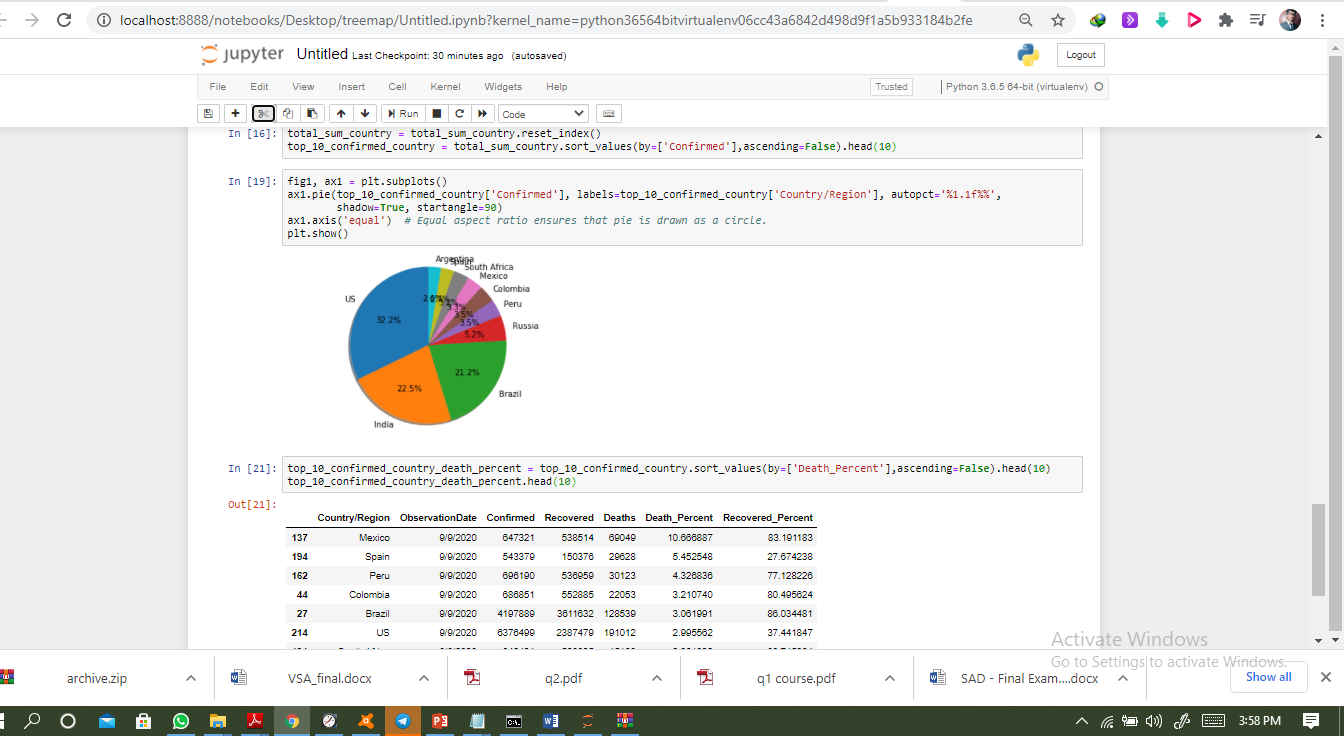 localhost:8888/notebooks/Desktop/treemap/Untitled.ipynb?kernel_name=python36564bitvirtualenv06cc43a6842d498d9f1a5b933184b2fe
jupyter Untitled Last Checkpoint: 30 minutes ago (autosaved)
Logout
File Edit View Insert Cell Kernel Widgets Help
Trusted
Python 3.6.5 64-bit (virtualenv)
Run
Code
In [16]: total_sum_country = total_sum_country.reset_index()
top_10_confirmed_country = total_sum_country.sort_values(by=['Confirmed'],ascending=False).head(10)
In [19]: fig1, ax1 = plt.subplots()
ax1.pie(top_10_confirmed_country['Confirmed'], labels=top_10_confirmed_country['Country/Region'], autopct='%1.1f%%',
shadow=True, startangle=90)
ax1.axis('equal')  # Equal aspect ratio ensures that pie is drawn as a circle.
plt.show()
Argentina
Spain
South Africa
Mexico
Colombia
Peru
Russia
US
32.2%
3.5%
3.5%
5.2%
21.2%
22.5%
Brazil
India
In [21]: top_10_confirmed_country_death_percent = top_10_confirmed_country.sort_values(by=['Death_Percent'],ascending=False).head(10)
top_10_confirmed_country_death_percent.head(10)
Out[21]:
Country/Region ObservationDate Confirmed Recovered Deaths Death_Percent Recovered_Percent
137 Mexico 9/9/2020 647321 538514 69049 10.666887 83.191183
194 Spain 9/9/2020 543379 150376 29628 5.452548 27.674238
162 Peru 9/9/2020 696190 536959 30123 4.326836 77.128226
44 Colombia 9/9/2020 686851 552885 22053 3.210740 80.495624
27 Brazil 9/9/2020 4197889 3611632 128539 3.061991 86.034481
214 US 9/9/2020 6376499 2387479 191012 2.995562 37.441847
Activate Windows
Go to Settings to activate Windows.
archive.zip
VSA_final.docx
q2.pdf
q1 course.pdf
SAD - Final Exam....docx
Show all
3:58 PM